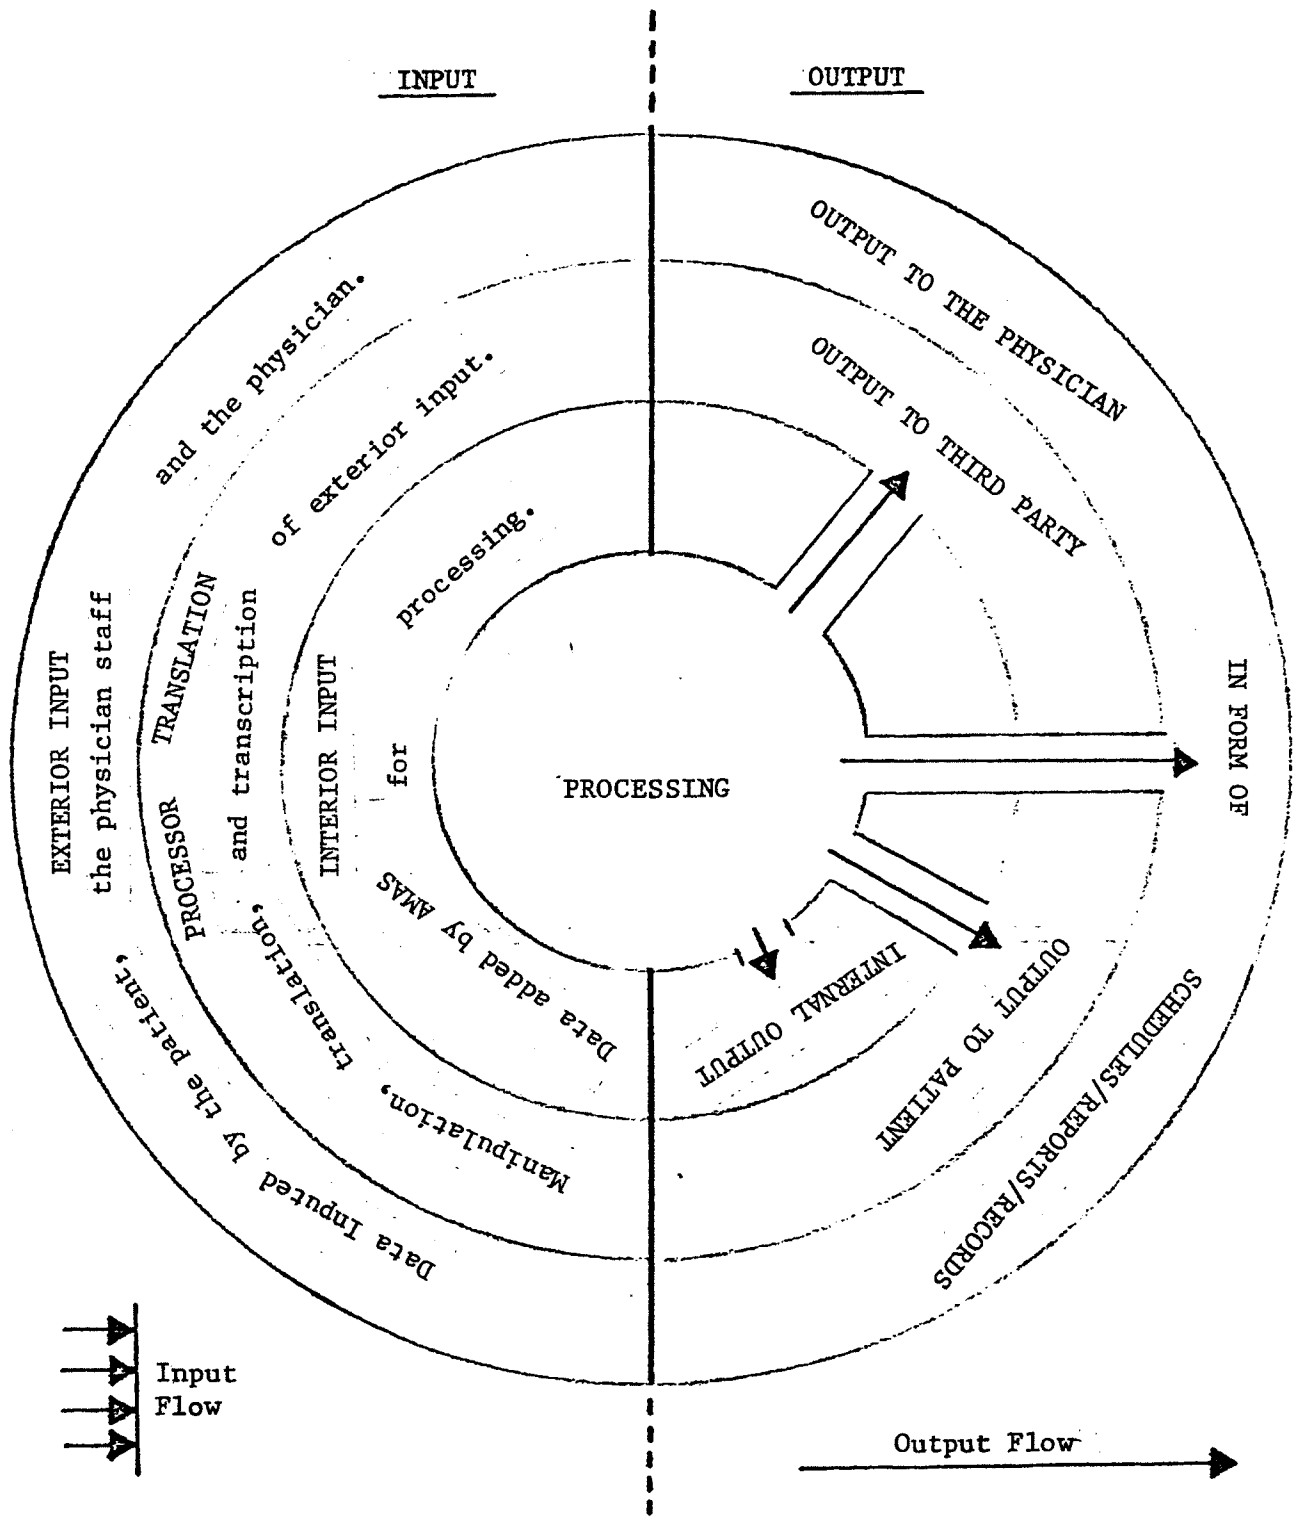 INPUT
OUTPUT
EXTERIOR INPUT
Data Inputed by the patient,
the physician staff
and the physician.
PROCESSOR TRANSLATION
Manipulation, translation,
and transcription
of exterior input.
INTERIOR INPUT
Data added by AMAS
for
processing.
PROCESSING
OUTPUT TO THE PHYSICIAN
IN FORM OF
SCHEDULES/REPORTS/RECORDS
OUTPUT TO THIRD PARTY
OUTPUT TO PATIENT
INTERNAL OUTPUT
Input
Flow
Output Flow